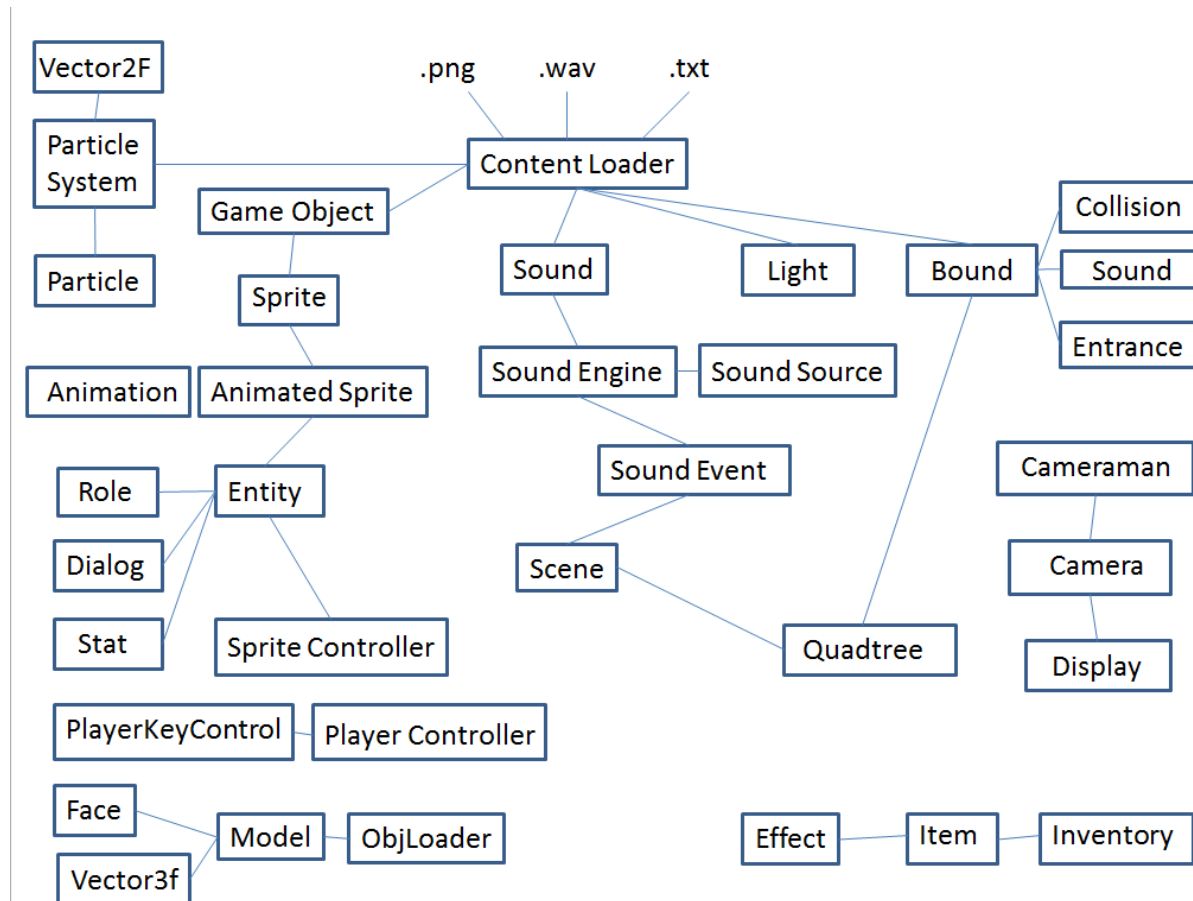 Vector2F
.png
.wav
.txt
Particle
System
Content Loader
Game Object
Collision
Particle
Sound
Light
Bound
Sound
Sprite
Entrance
Animation
Animated Sprite
Sound Engine
Sound Source
Role
Entity
Sound Event
Cameraman
Dialog
Scene
Camera
Stat
Sprite Controller
Quadtree
Display
PlayerKeyControl
Player Controller
Face
Model
ObjLoader
Effect
Item
Inventory
Vector3f